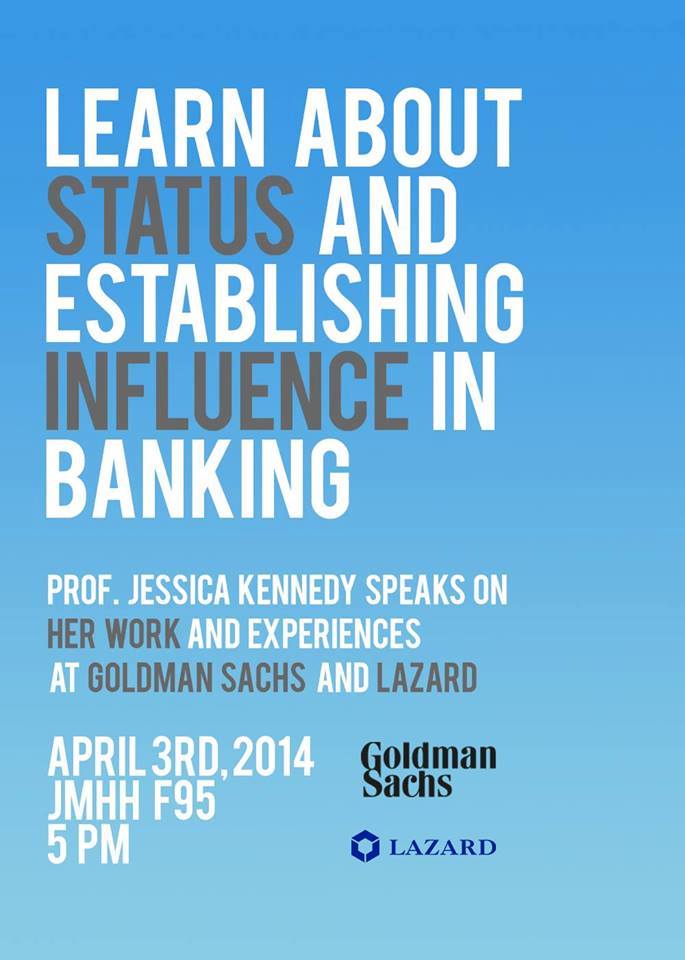 LEARN ABOUT
STATUS AND
ESTABLISHING
INFLUENCE IN
BANKING
PROF. JESSICA KENNEDY SPEAKS ON
HER WORK AND EXPERIENCES
AT GOLDMAN SACHS AND LAZARD
APRIL 3RD, 2014
JMHH F95
5 PM
Goldman
Sachs
LAZARD